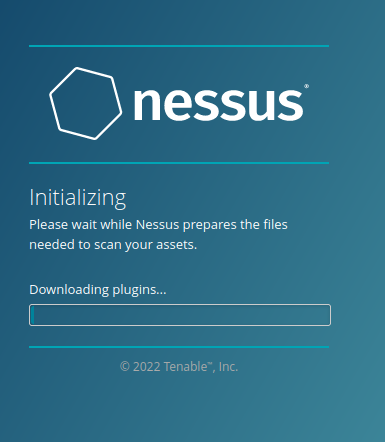 nessus®
Initializing
Please wait while Nessus prepares the files
needed to scan your assets.
Downloading plugins...
© 2022 Tenable™, Inc.